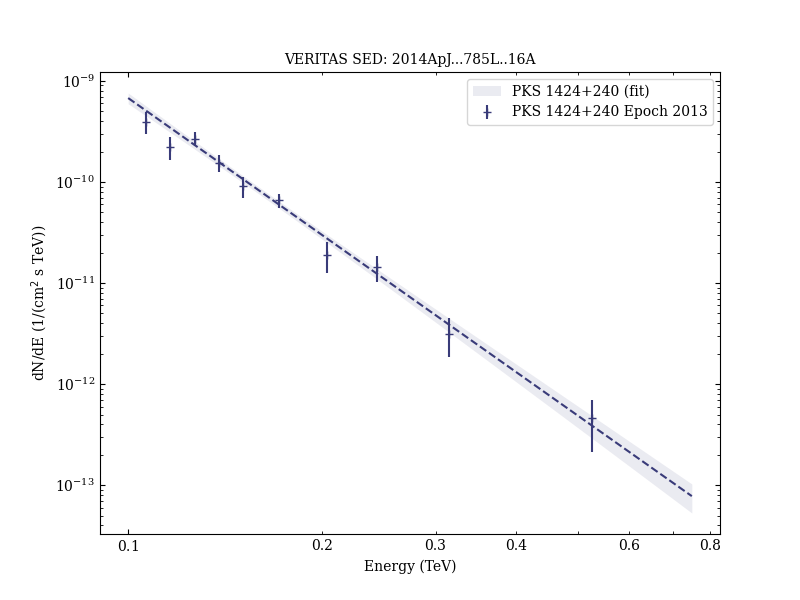 VERITAS SED: 2014ApJ...785L..16A
PKS 1424+240 (fit)
PKS 1424+240 Epoch 2013
dN/dE (1/(cm² s TeV))
10⁻⁹
10⁻¹⁰
10⁻¹¹
10⁻¹²
10⁻¹³
0.1 0.2 0.3 0.4 0.6 0.8
Energy (TeV)